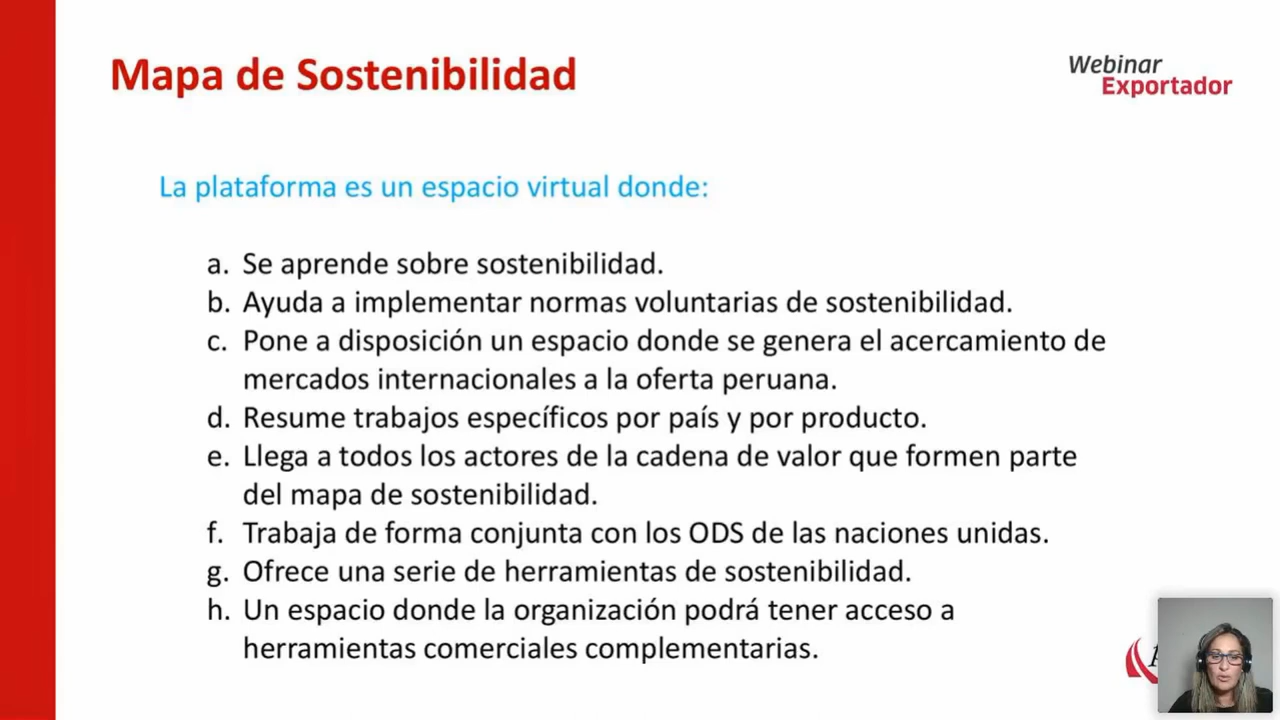 Mapa de Sostenibilidad
Webinar
Exportador
La plataforma es un espacio virtual donde:
a. Se aprende sobre sostenibilidad.
b. Ayuda a implementar normas voluntarias de sostenibilidad.
c. Pone a disposición un espacio donde se genera el acercamiento de
mercados internacionales a la oferta peruana.
d. Resume trabajos específicos por país y por producto.
e. Llega a todos los actores de la cadena de valor que formen parte
del mapa de sostenibilidad.
f. Trabaja de forma conjunta con los ODS de las naciones unidas.
g. Ofrece una serie de herramientas de sostenibilidad.
h. Un espacio donde la organización podrá tener acceso a
herramientas comerciales complementarias.